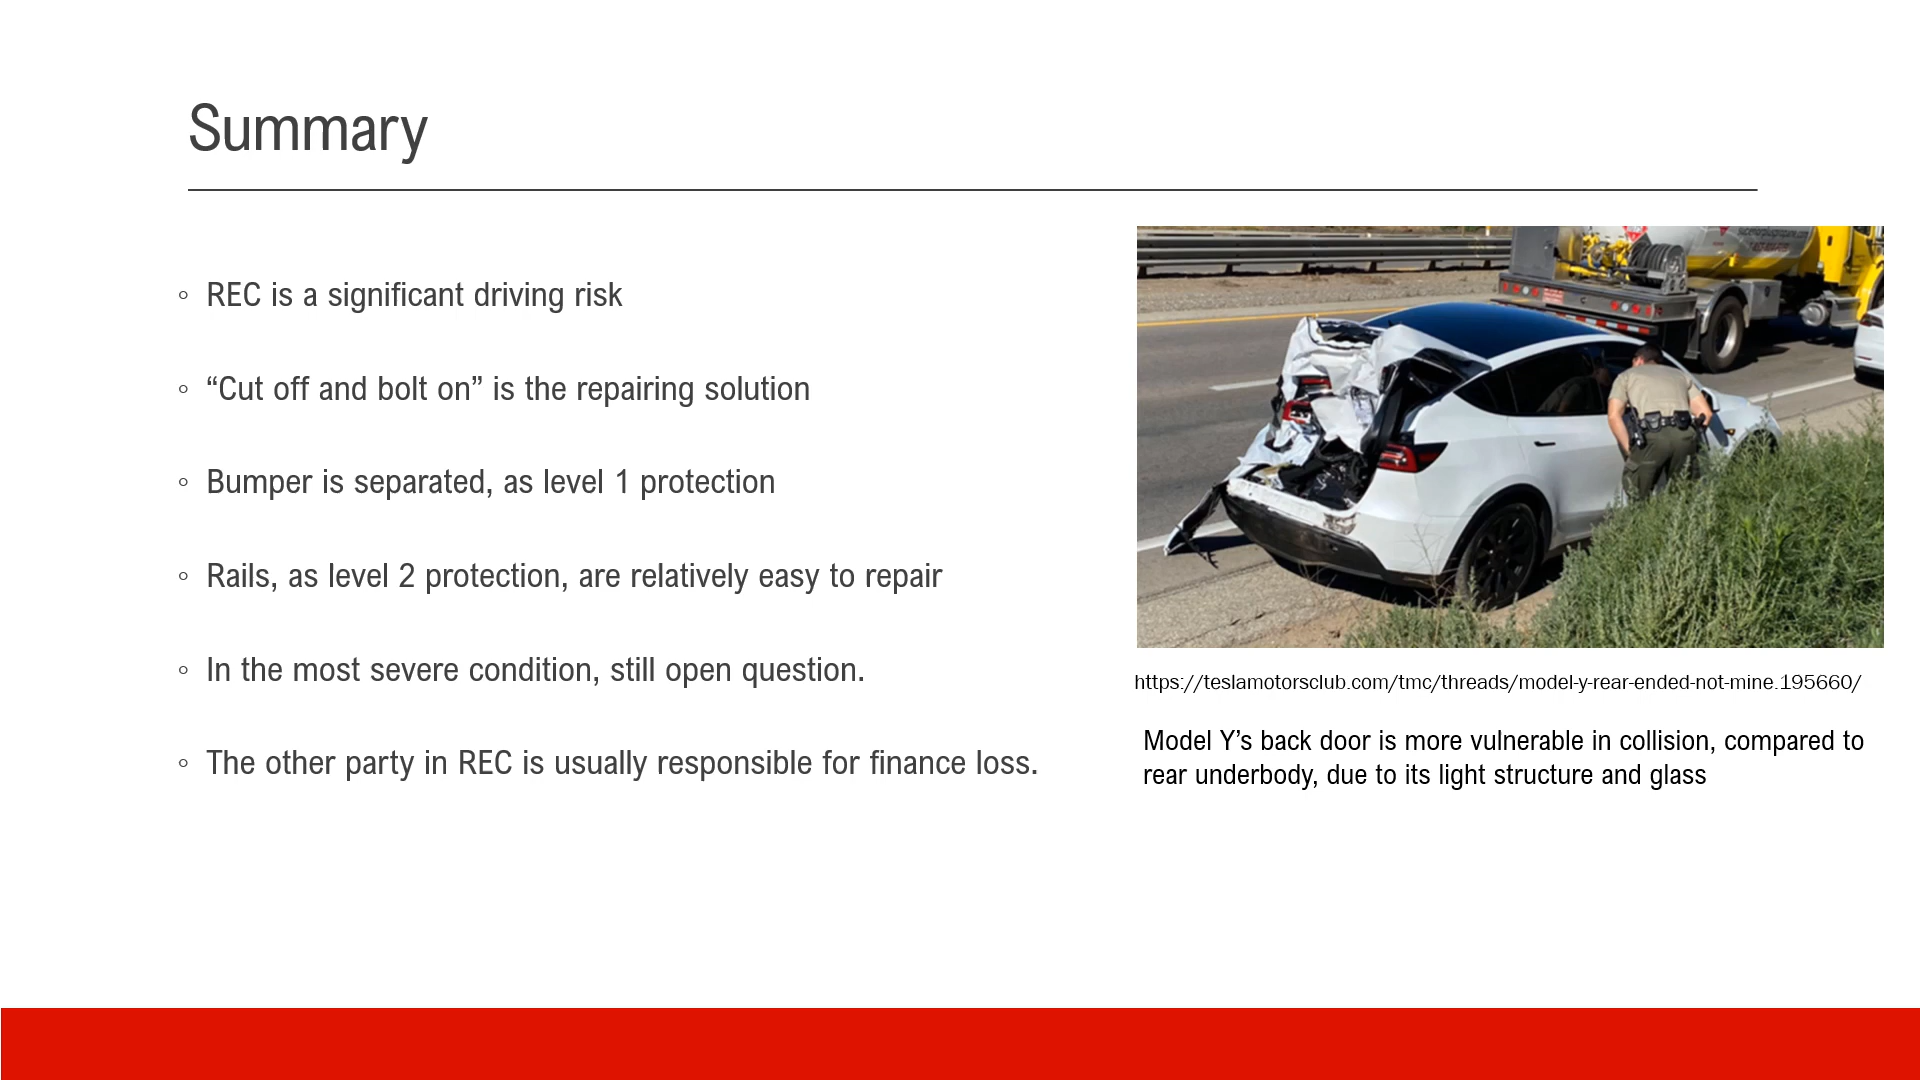 Summary
◦ REC is a significant driving risk
◦ “Cut off and bolt on” is the repairing solution
◦ Bumper is separated, as level 1 protection
◦ Rails, as level 2 protection, are relatively easy to repair
◦ In the most severe condition, still open question.
◦ The other party in REC is usually responsible for finance loss.
https://teslamotorsclub.com/tmc/threads/model-y-rear-ended-not-mine.195660/
Model Y’s back door is more vulnerable in collision, compared to
rear underbody, due to its light structure and glass